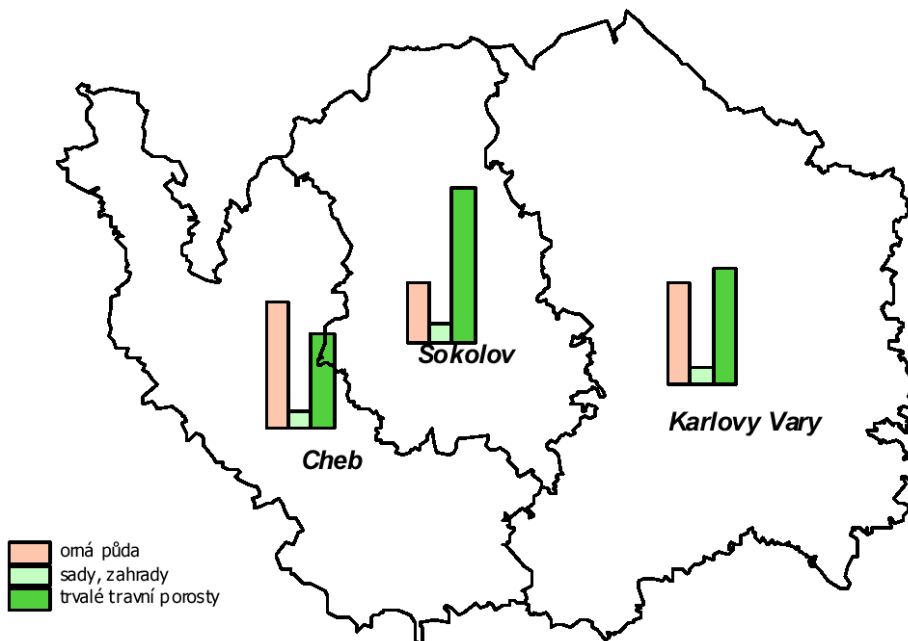 Sokolov
Karlovy Vary
Cheb
orná půda
sady, zahrady
trvalé travní porosty